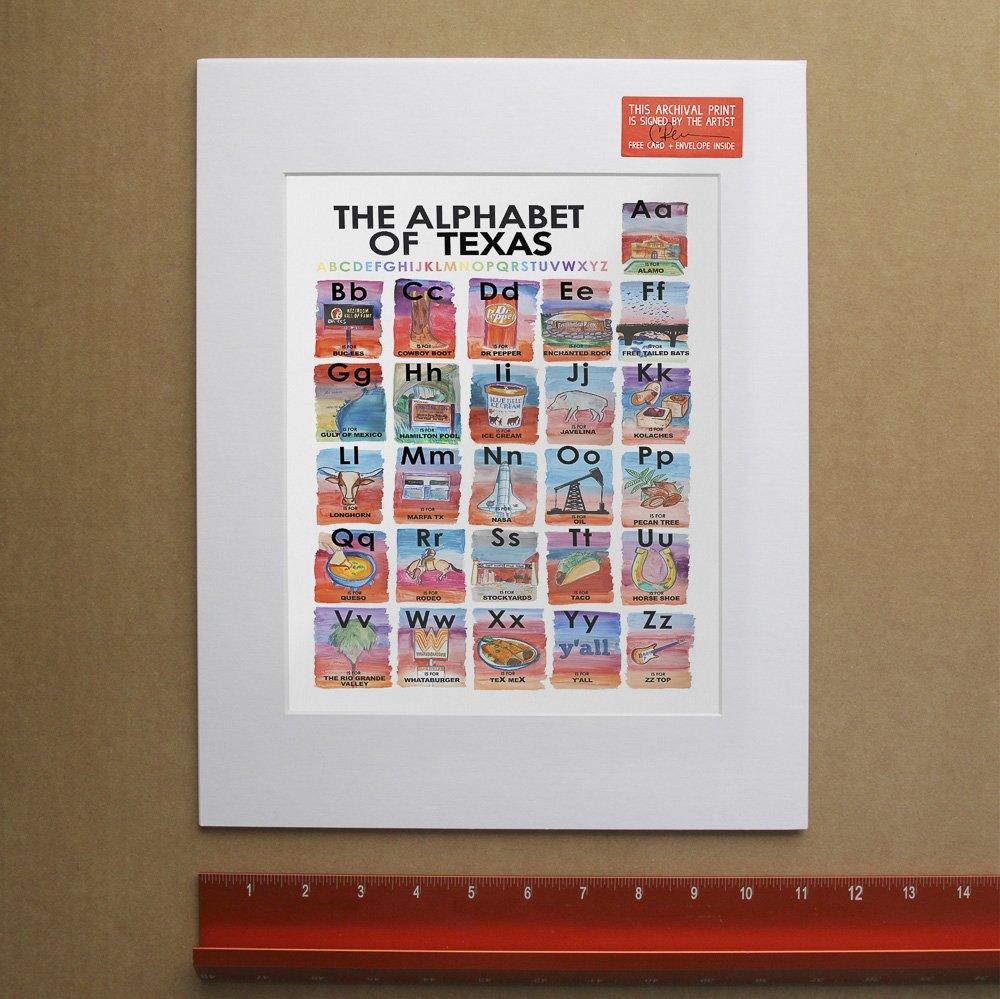 THIS ARCHIVAL PRINT
IS SIGNED BY THE ARTIST
FREE CARD + ENVELOPE INSIDE
THE ALPHABET
OF TEXAS
ABCDEFGHIJKLMNOPQRSTUVWXYZ
Aa
IS FOR
ALAMO
Bb
IS FOR
BUC-EES
Cc
IS FOR
COWBOY BOOT
Dd
Dr
Pepper
IS FOR
DR PEPPER
Ee
IS FOR
ENCHANTED ROCK
Ff
IS FOR
FREE TAILED BATS
Gg
IS FOR
GULF OF MEXICO
Hh
IS FOR
HAMILTON POOL
Ii
BLUE BELL
ICE CREAM
IS FOR
ICE CREAM
Jj
IS FOR
JAVELINA
Kk
IS FOR
KOLACHES
Ll
IS FOR
LONGHORN
Mm
IS FOR
MARFA TX
Nn
IS FOR
NASA
Oo
IS FOR
OIL
Pp
IS FOR
PECAN TREE
Qq
IS FOR
QUESO
Rr
IS FOR
RODEO
Ss
IS FOR
STOCKYARDS
Tt
IS FOR
TACO
Uu
IS FOR
HORSE SHOE
Vv
IS FOR
THE RIO GRANDE
VALLEY
Ww
IS FOR
WHATABURGER
Xx
IS FOR
TeX MeX
Yy
y'all
IS FOR
Y'ALL
Zz
IS FOR
ZZ TOP
1 2 3 4 5 6 7 8 9 10 11 12 13 14